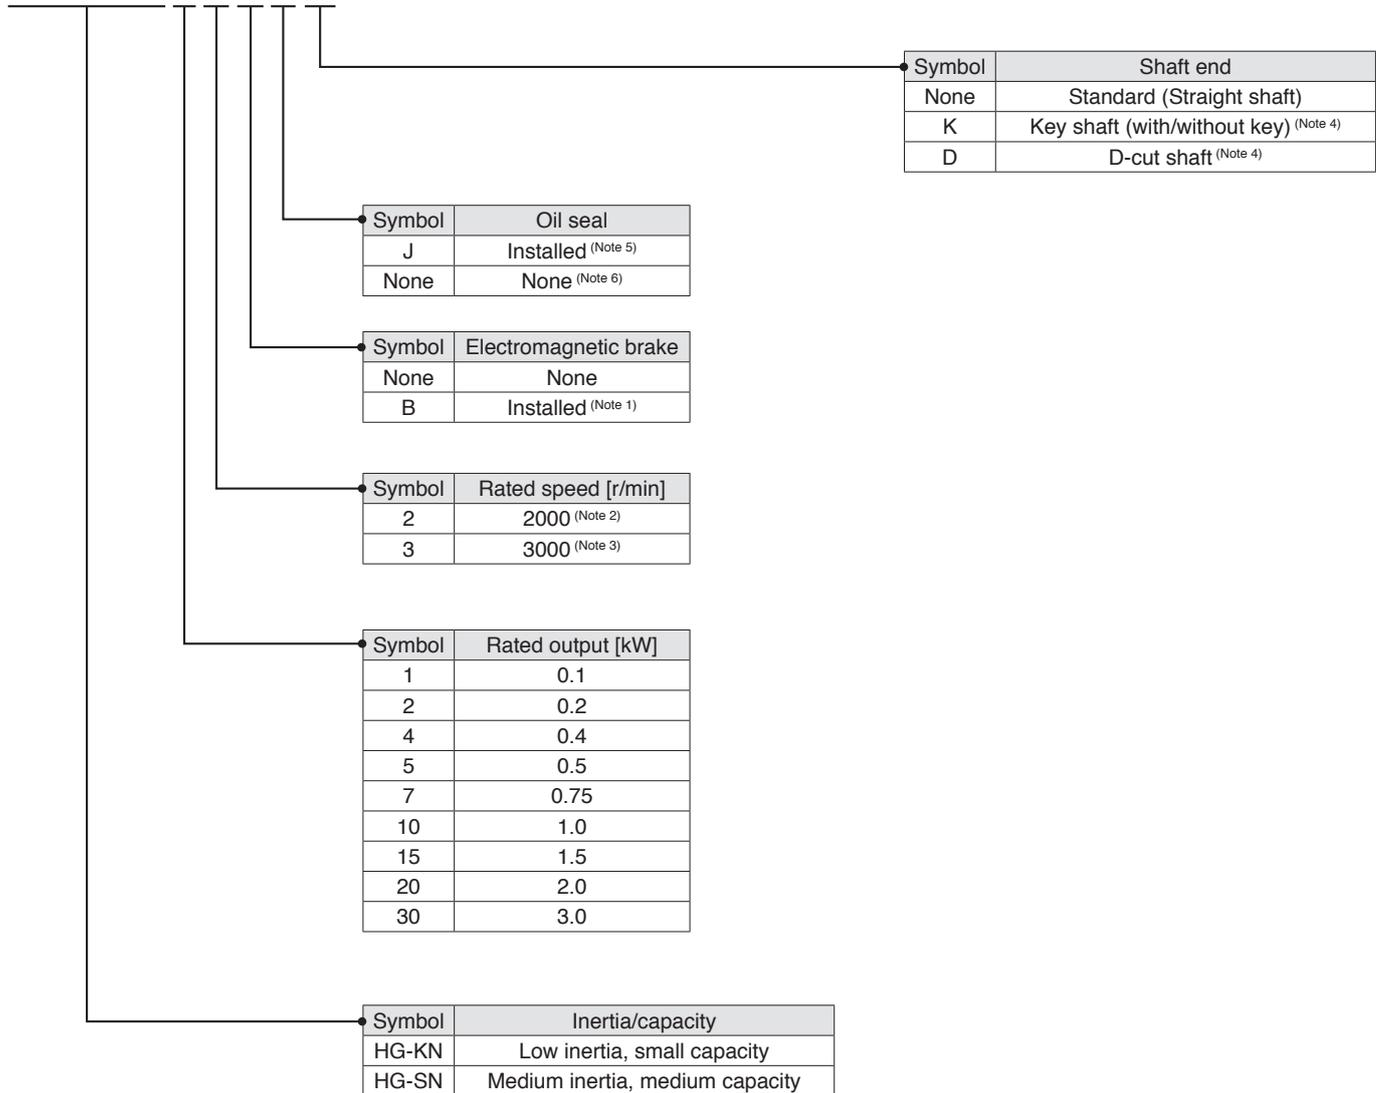 Symbol Shaft end
None Standard (Straight shaft)
K Key shaft (with/without key) (Note 4)
D D-cut shaft (Note 4)
Symbol Oil seal
J Installed (Note 5)
None None (Note 6)
Symbol Electromagnetic brake
None None
B Installed (Note 1)
Symbol Rated speed [r/min]
2 2000 (Note 2)
3 3000 (Note 3)
Symbol Rated output [kW]
1 0.1
2 0.2
4 0.4
5 0.5
7 0.75
10 1.0
15 1.5
20 2.0
30 3.0
Symbol Inertia/capacity
HG-KN Low inertia, small capacity
HG-SN Medium inertia, medium capacity